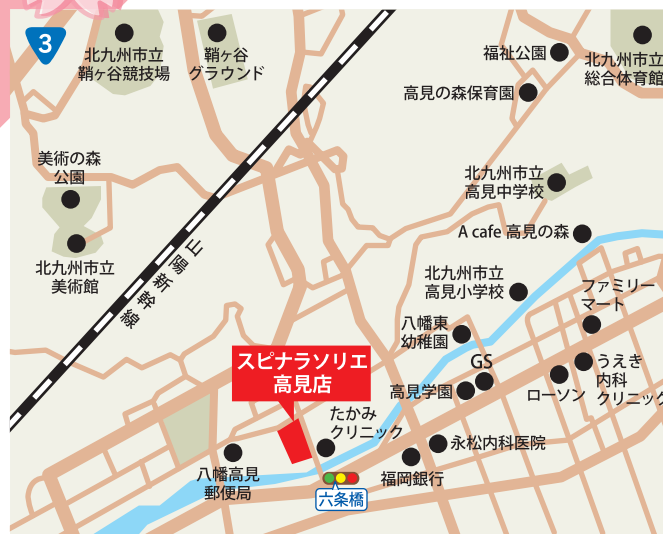 3
北九州市立
鞘ヶ谷競技場
鞘ヶ谷
グラウンド
福祉公園
北九州市立
総合体育館
高見の森保育園
美術の森
公園
北九州市立
高見中学校
A cafe 高見の森
北九州市立
美術館
山陽新幹線
北九州市立
高見小学校
ファミリー
マート
八幡東
幼稚園
スピナラソリエ
高見店
GS
高見学園
ローソン
うえき
内科
クリニック
たかみ
クリニック
永松内科医院
八幡高見
郵便局
福岡銀行
六条橋